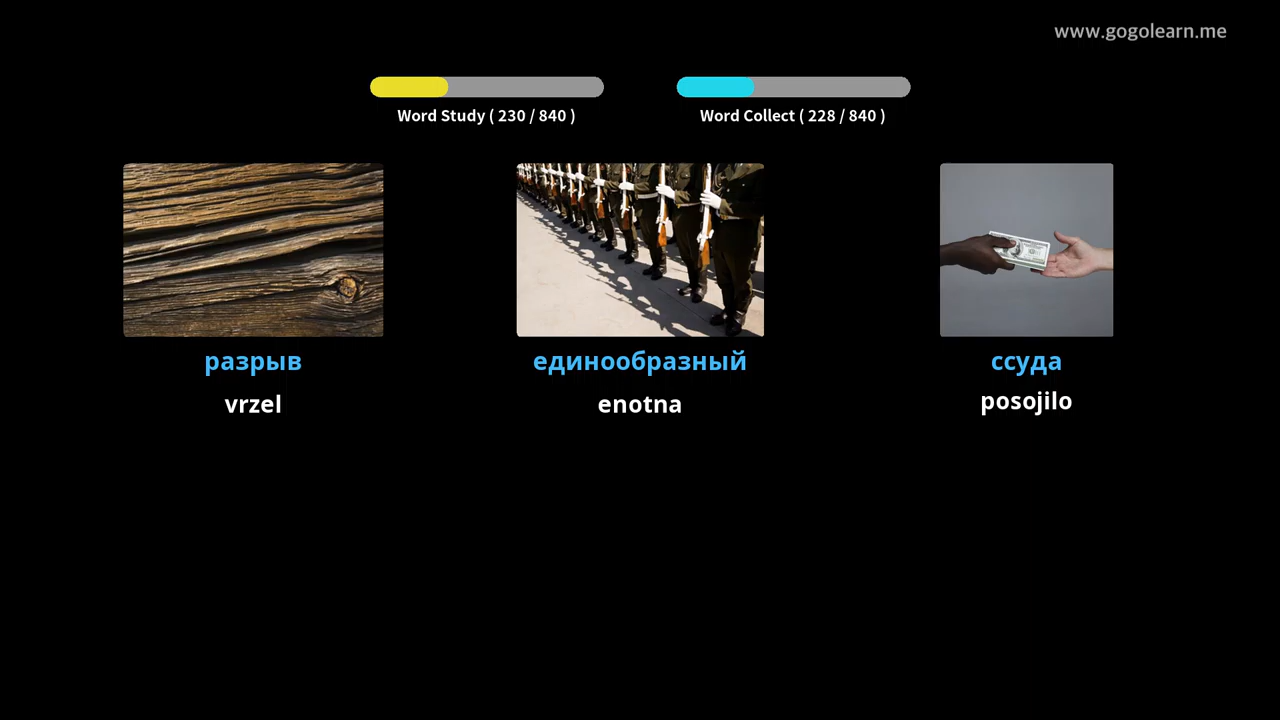 www.gogolearn.me
Word Study ( 230 / 840 )
Word Collect ( 228 / 840 )
разрыв
единообразный
ссуда
vrzel
enotna
posojilo